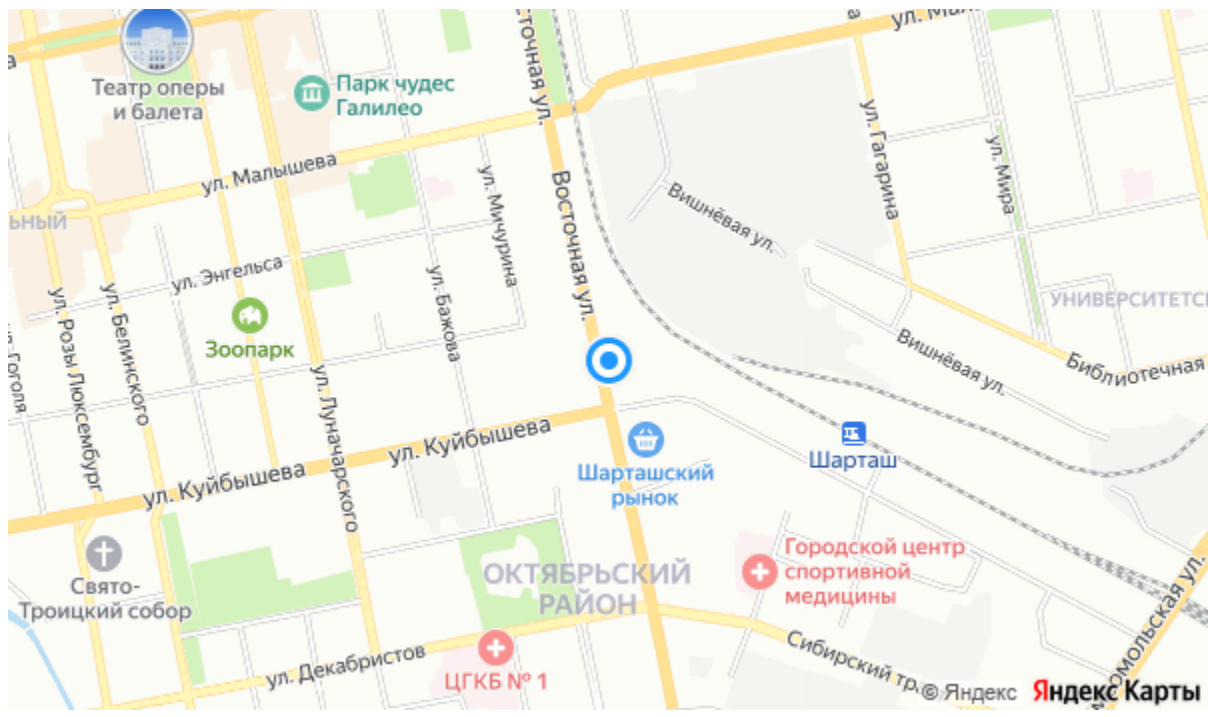 ул. Мал
Театр оперы
и балета
Парк чудес
Галилео
сточная ул.
ул. Малышева
ул. Гагарина
ул. Мира
ул. Мичурина
Восточная ул.
Вишнёвая ул.
ЬНЫЙ
ул. Энгельса
ул. Бажова
УНИВЕРСИТЕТС
ул. Розы Люксембург
ул. Белинского
Зоопарк
Вишнёвая ул.
Библиотечная
Гоголя
ул. Луначарского
ул. Куйбышева
ул. Куйбышева
Шарташский
рынок
Шарташ
Свято-
Троицкий собор
ОКТЯБРЬСКИЙ
РАЙОН
Городской центр
спортивной
медицины
омольская ул.
ул. Декабристов
ЦГКБ № 1
Сибирский тр.
© Яндекс Яндекс Карты